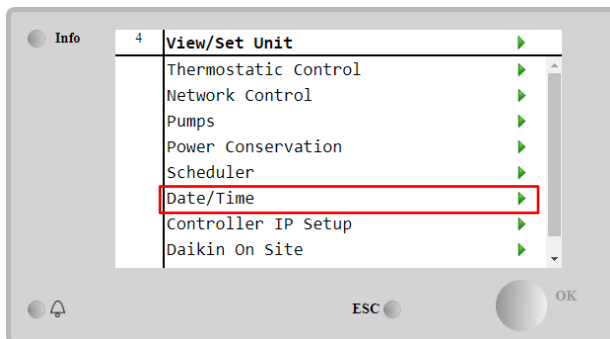 Info
4 View/Set Unit
Thermostatic Control
Network Control
Pumps
Power Conservation
Scheduler
Date/Time
Controller IP Setup
Daikin On Site
ESC
OK